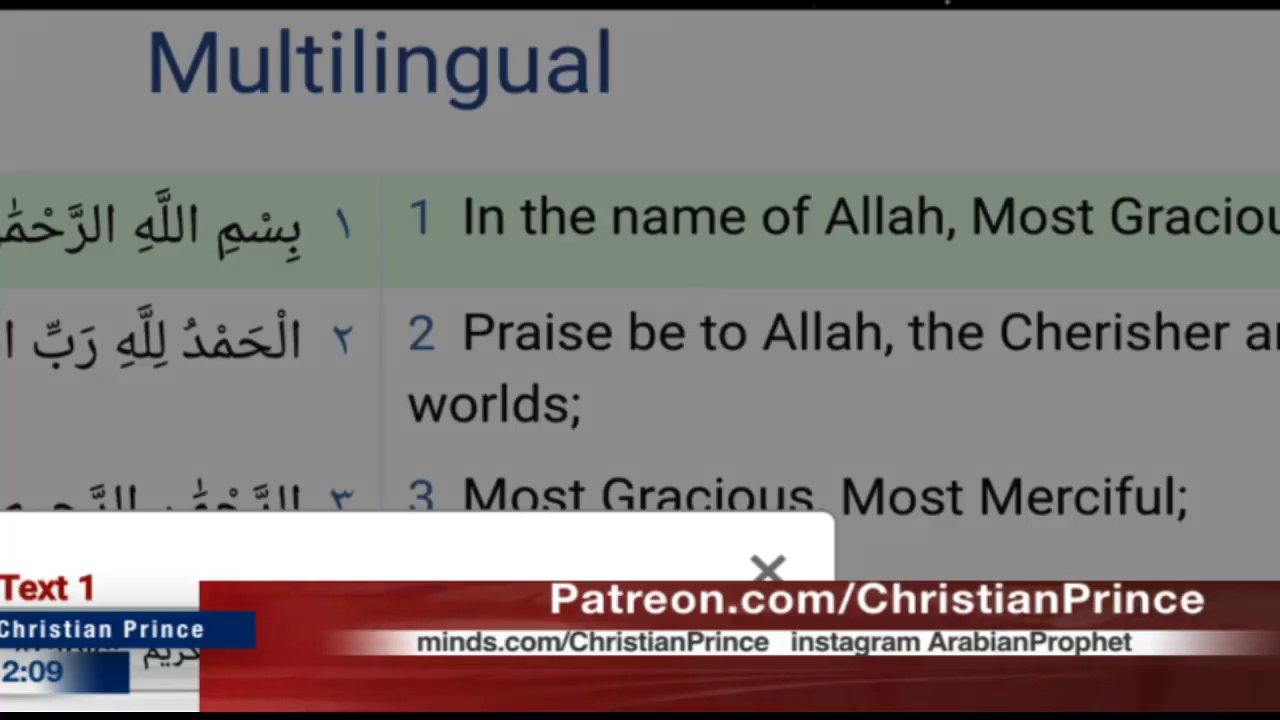 Multilingual
بِسْمِ اللَّهِ ١
1 In the name of Allah, Most
الْحَمْدُ لِلَّهِ رَبِّ ٢
2 Praise be to Allah, the Cherisher
worlds;
٣
3 Most Gracious, Most Merciful;
×
Text 1
Christian Prince
2:09
Patreon.com/ChristianPrince
minds.com/ChristianPrince instagram ArabianProphet